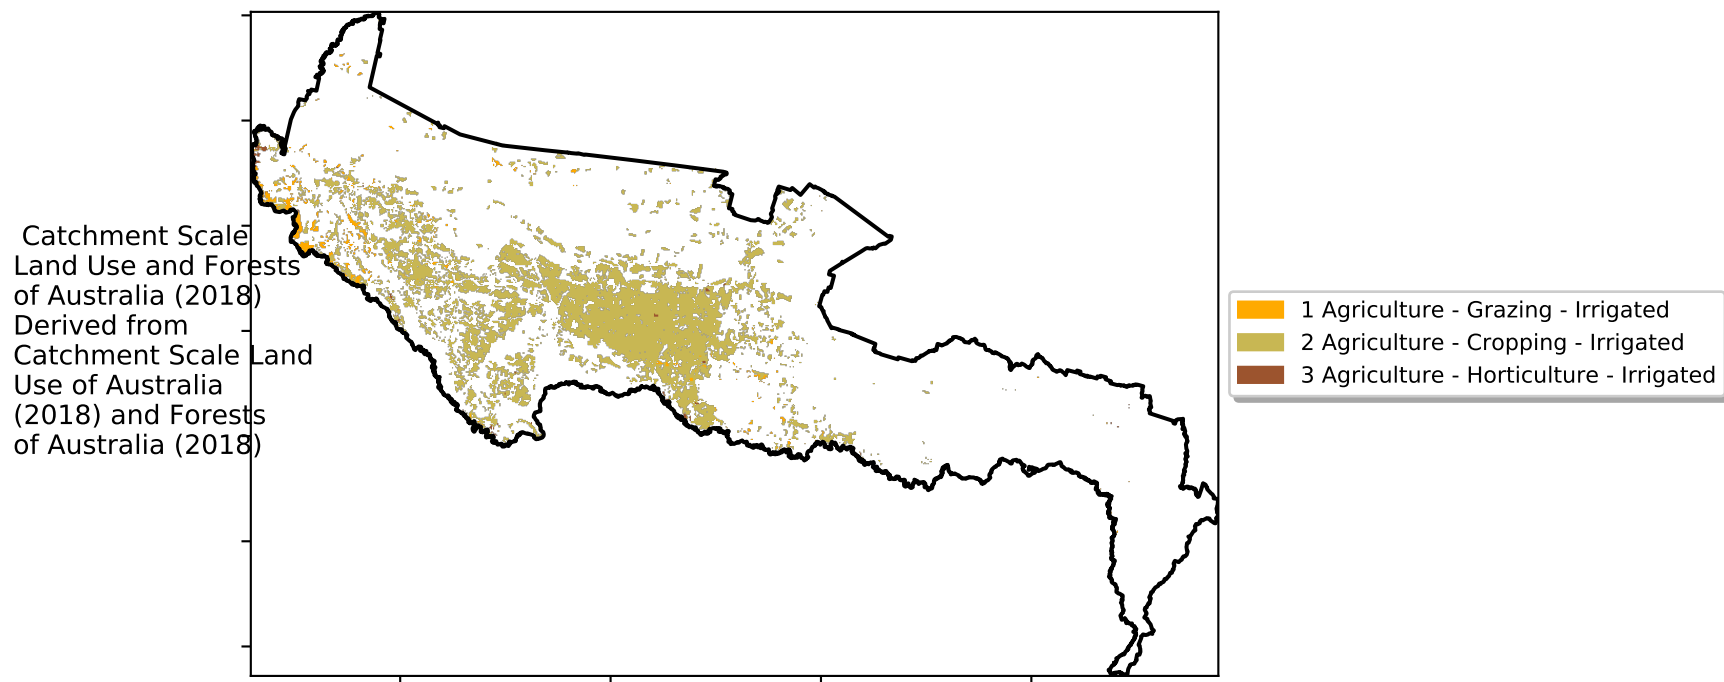 Catchment Scale
Land Use and Forests
of Australia (2018)
Derived from
Catchment Scale Land
Use of Australia
(2018) and Forests
of Australia (2018)
1 Agriculture - Grazing - Irrigated
2 Agriculture - Cropping - Irrigated
3 Agriculture - Horticulture - Irrigated